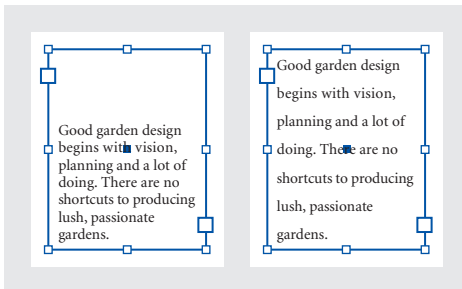 Good garden design
begins with vision,
planning and a lot of
doing. There are no
shortcuts to producing
lush, passionate
gardens.
Good garden design
begins with vision,
planning and a lot of
doing. There are no
shortcuts to producing
lush, passionate
gardens.